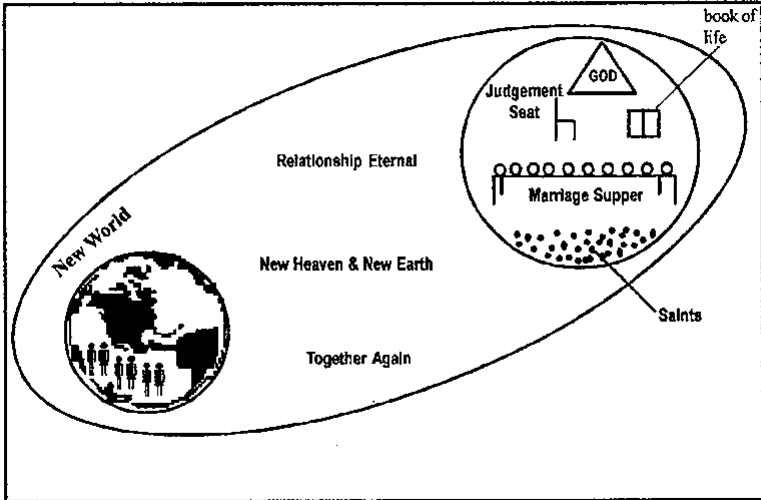 book of
life
GOD
Judgement
Seat
Relationship Eternal
Marriage Supper
New World
New Heaven & New Earth
Saints
Together Again